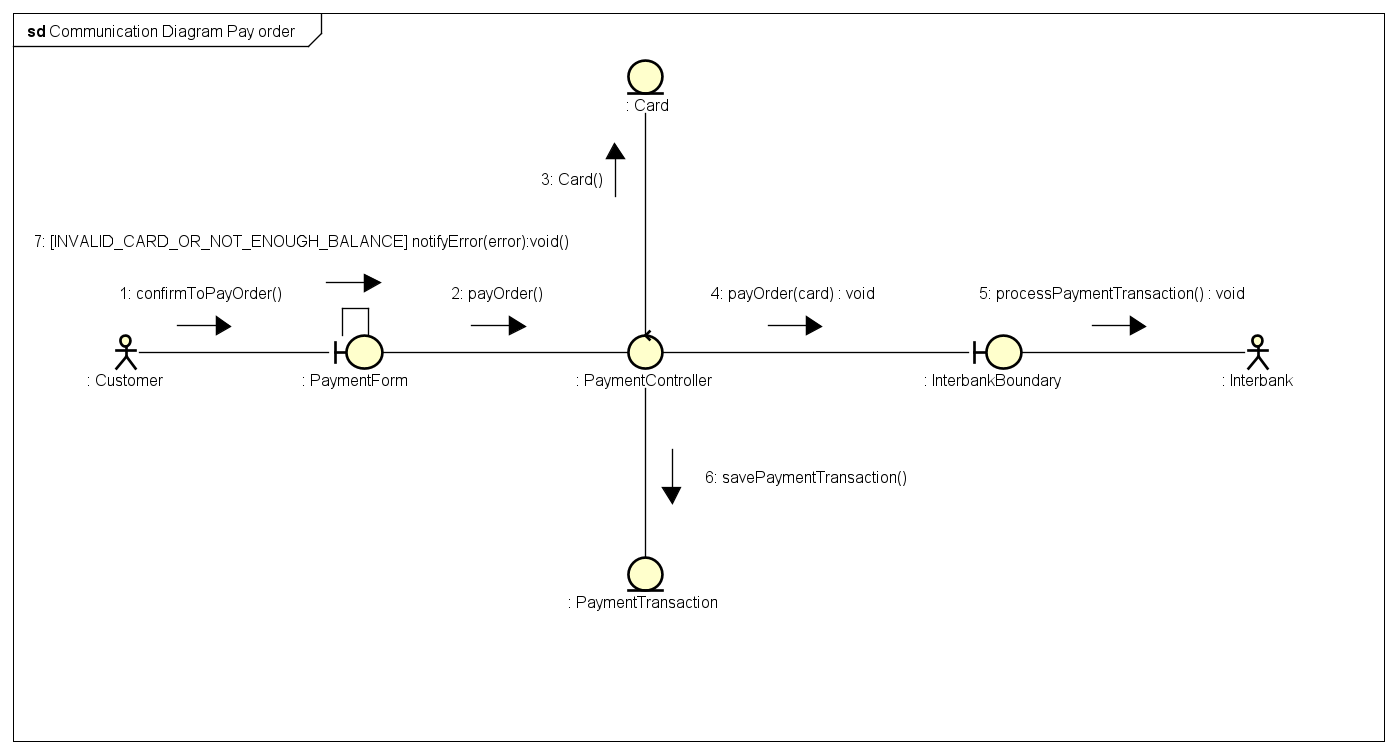 sd Communication Diagram Pay order
: Card
3: Card()
7: [INVALID_CARD_OR_NOT_ENOUGH_BALANCE] notifyError(error):void()
1: confirmToPayOrder()
2: payOrder()
4: payOrder(card) : void
5: processPaymentTransaction() : void
: Customer
: PaymentForm
: PaymentController
: InterbankBoundary
: Interbank
6: savePaymentTransaction()
: PaymentTransaction